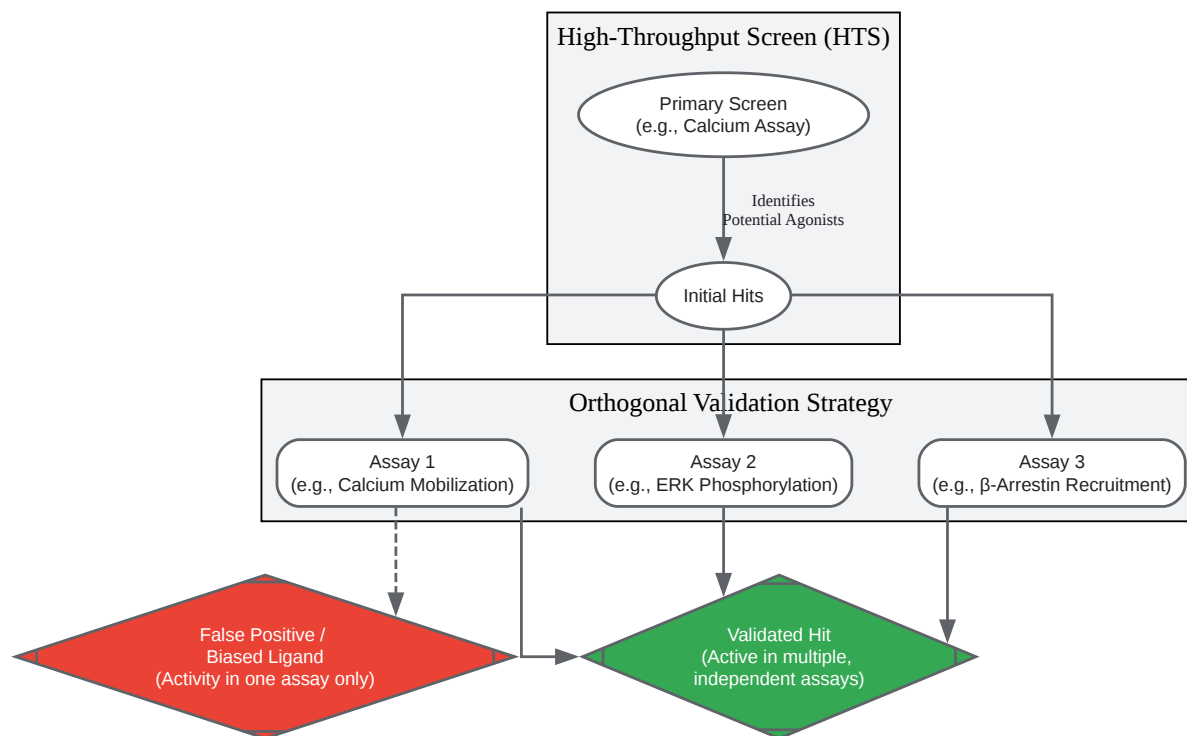 High-Throughput Screen (HTS)
Primary Screen
(e.g., Calcium Assay)
Identifies
Potential Agonists
Initial Hits
Orthogonal Validation Strategy
Assay 1
(e.g., Calcium Mobilization)
Assay 2
(e.g., ERK Phosphorylation)
Assay 3
(e.g., β-Arrestin Recruitment)
False Positive /
Biased Ligand
(Activity in one assay only)
Validated Hit
(Active in multiple,
independent assays)